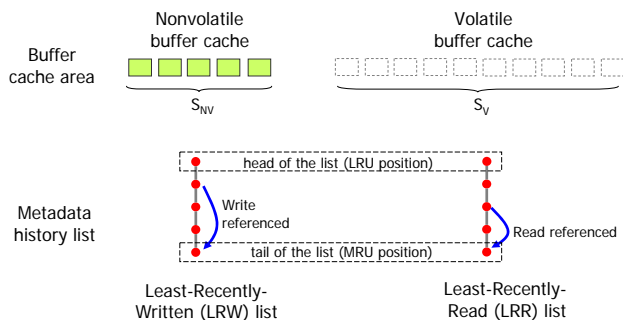 Nonvolatile
buffer cache
Volatile
buffer cache
Buffer
cache area
S_NV
S_V
head of the list (LRU position)
Write
referenced
Metadata
history list
Read referenced
tail of the list (MRU position)
Least-Recently-
Written (LRW) list
Least-Recently-
Read (LRR) list